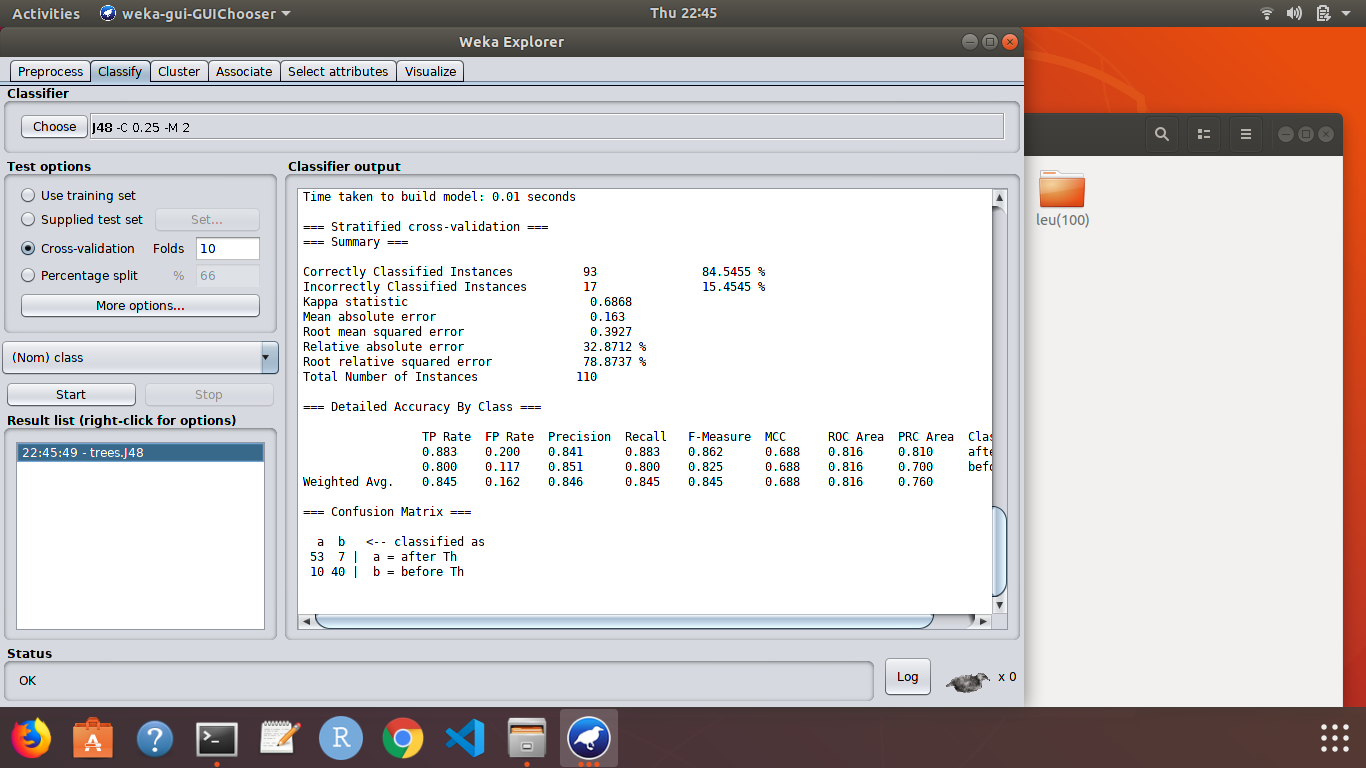 Activities weka-gui-GUIChooser Thu 22:45
Weka Explorer
Preprocess Classify Cluster Associate Select attributes Visualize
Classifier
Choose J48 -C 0.25 -M 2
Test options
Use training set
Supplied test set Set...
Cross-validation Folds 10
Percentage split % 66
More options...
(Nom) class
Start Stop
Result list (right-click for options)
22:45:49 - trees.J48
Classifier output
Time taken to build model: 0.01 seconds
=== Stratified cross-validation ===
=== Summary ===
Correctly Classified Instances 93 84.5455 %
Incorrectly Classified Instances 17 15.4545 %
Kappa statistic 0.6868
Mean absolute error 0.163
Root mean squared error 0.3927
Relative absolute error 32.8712 %
Root relative squared error 78.8737 %
Total Number of Instances 110
=== Detailed Accuracy By Class ===
TP Rate FP Rate Precision Recall F-Measure MCC ROC Area PRC Area Clas
0.883 0.200 0.841 0.883 0.862 0.688 0.816 0.810 afte
0.800 0.117 0.851 0.800 0.825 0.688 0.816 0.700 befo
Weighted Avg. 0.845 0.162 0.846 0.845 0.845 0.688 0.816 0.760
=== Confusion Matrix ===
a b <-- classified as
53 7 | a = after Th
10 40 | b = before Th
Status
OK
Log x 0
leu(100)
R